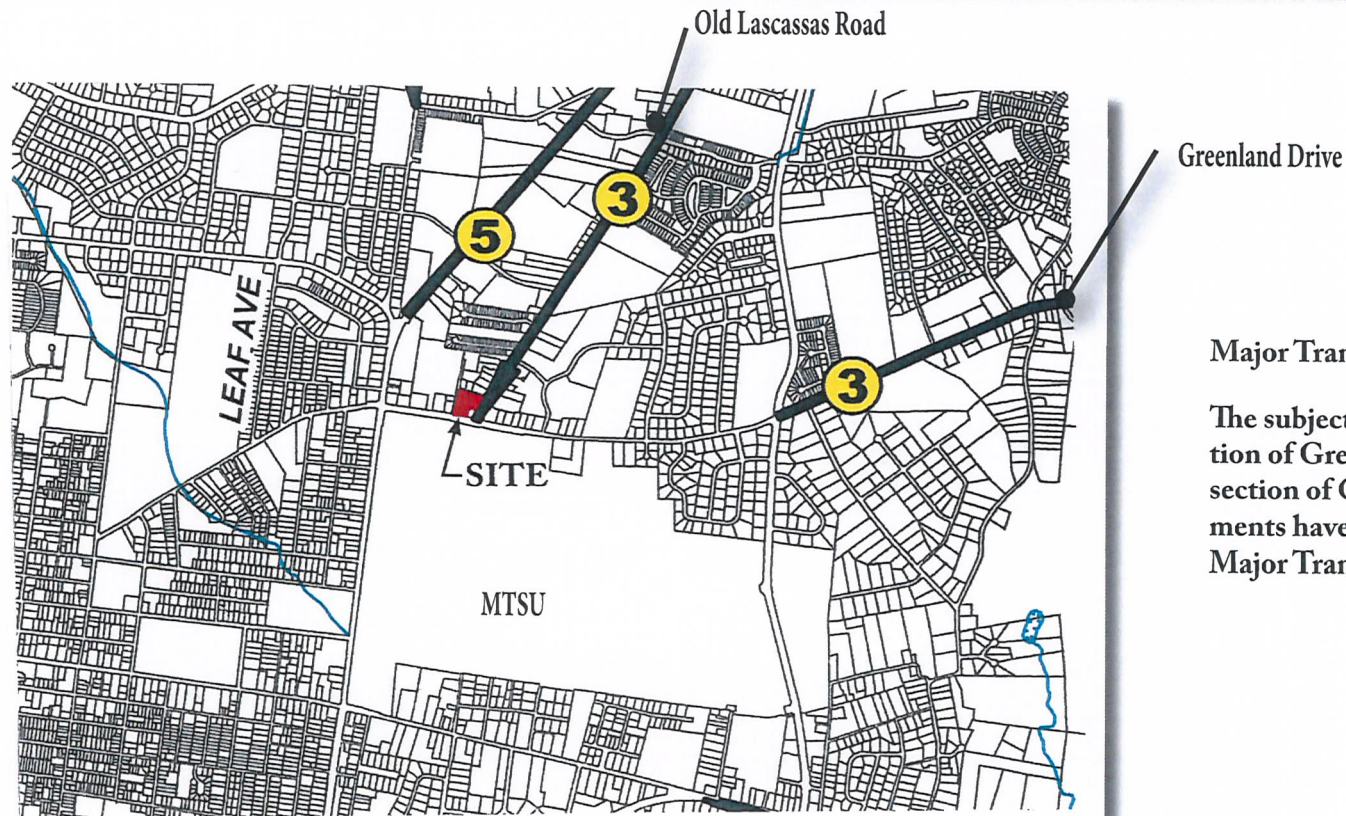 Old Lascassas Road
Greenland Drive
3
5
LEAF AVE
3
SITE
MTSU
Major Tran
The subject
tion of Gre
section of
ments have
Major Tran